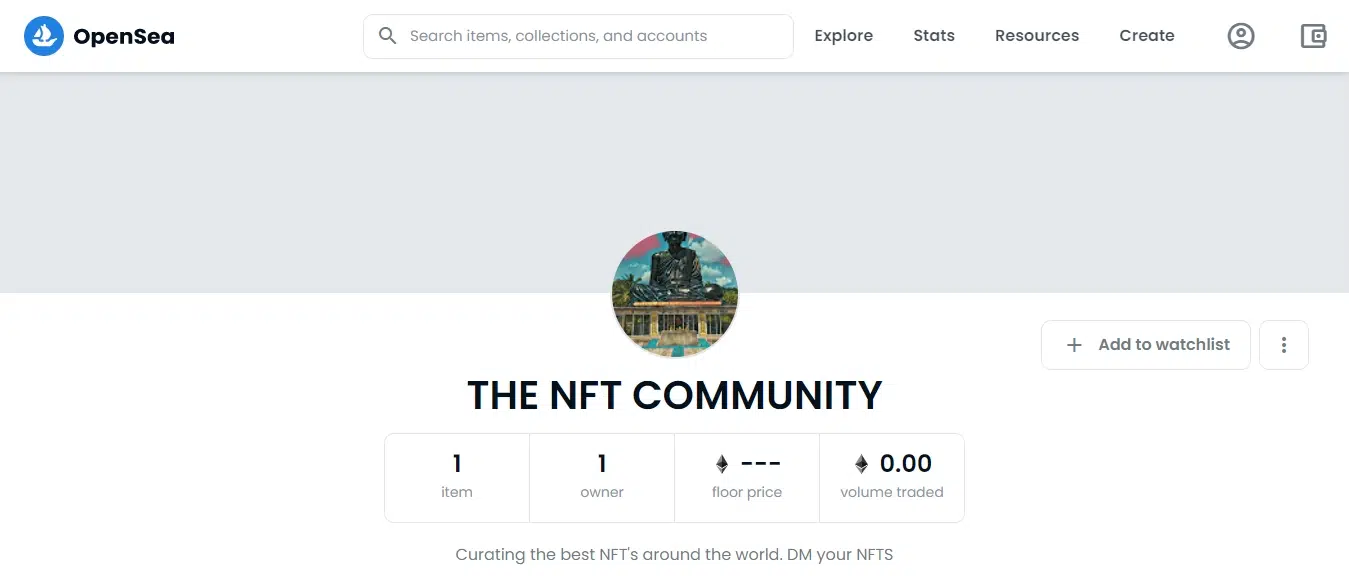 OpenSea
Search items, collections, and accounts
Explore
Stats
Resources
Create
Add to watchlist
THE NFT COMMUNITY
1
item
1
owner
---
floor price
0.00
volume traded
Curating the best NFT's around the world. DM your NFTS